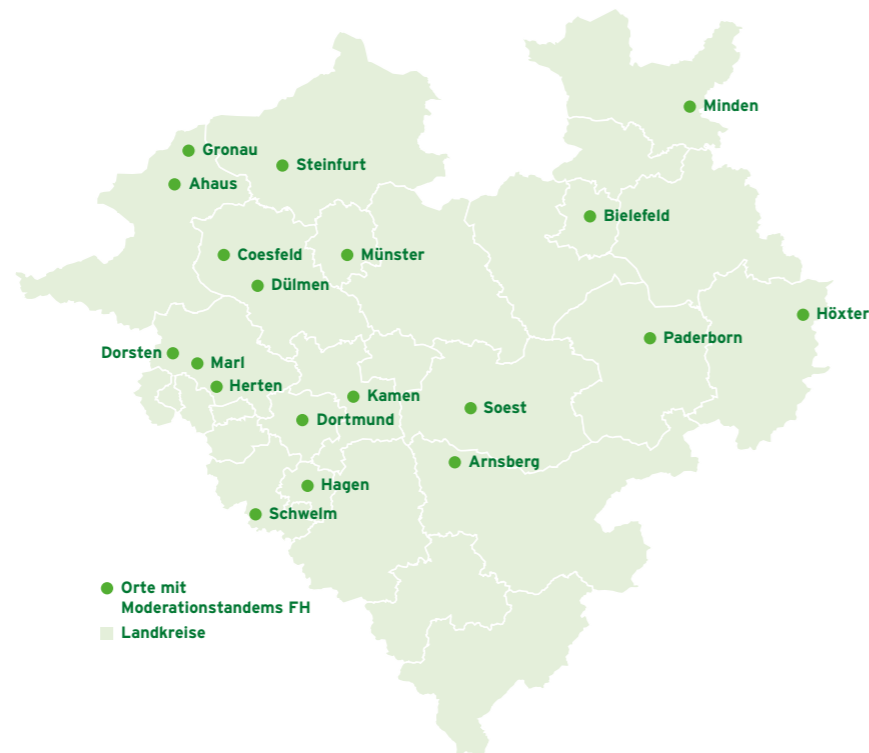 Minden
Gronau
Steinfurt
Ahaus
Bielefeld
Coesfeld
Münster
Dülmen
Höxter
Paderborn
Dorsten
Marl
Herten
Kamen
Soest
Dortmund
Arnsberg
Hagen
Schwelm
Orte mit
Moderationstandems FH
Landkreise